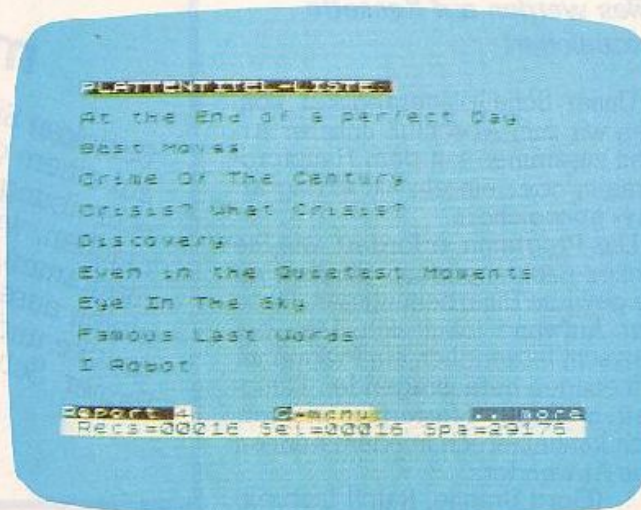 PLATTENTITEL-LISTE:
At the End of a perfect Day
Best Moves
Crime Of The Century
Crisis? What Crisis?
Discovery
Even in the Quietest Moments
Eye In The Sky
Famous Last Words
I Robot
Report 4 C=menu .. more
Recs=00016 Sel=00016 Spa=29176